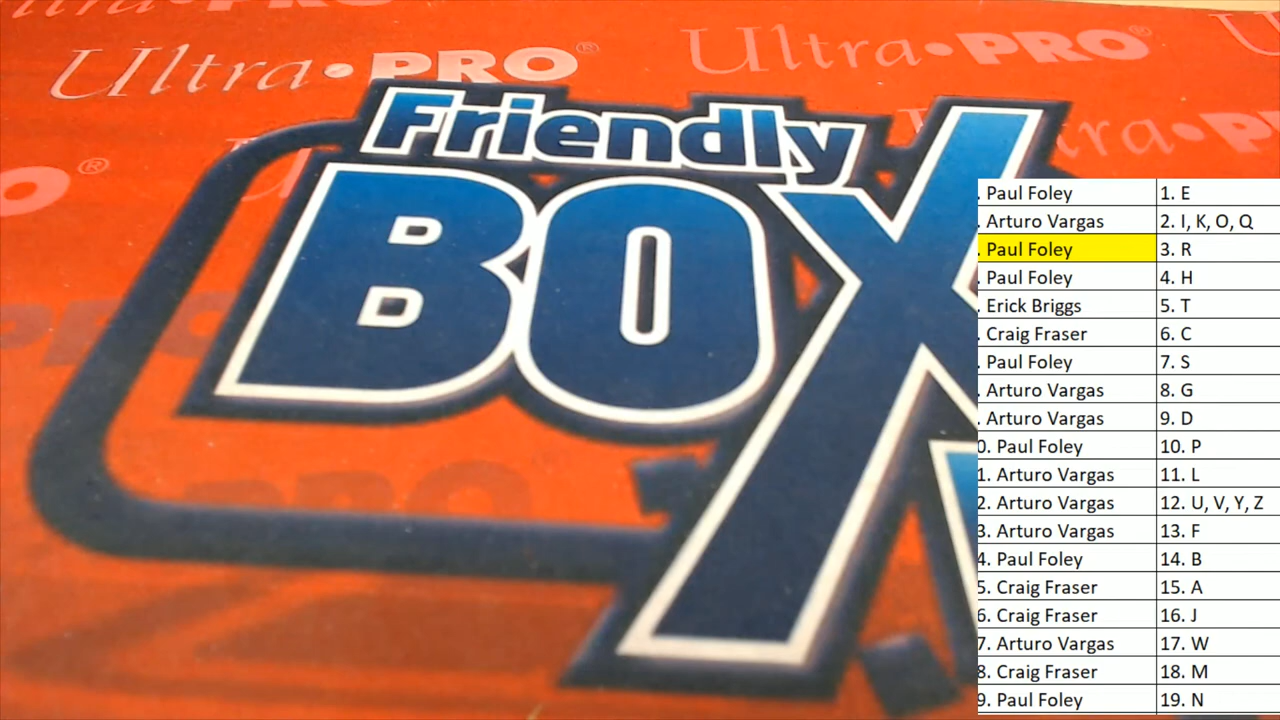 Ultra•PRO® Ultra•PRO®
PRO®
Friendly
BOX
. Paul Foley 1. E
. Arturo Vargas 2. I, K, O, Q
. Paul Foley 3. R
. Paul Foley 4. H
. Erick Briggs 5. T
. Craig Fraser 6. C
. Paul Foley 7. S
. Arturo Vargas 8. G
. Arturo Vargas 9. D
0. Paul Foley 10. P
1. Arturo Vargas 11. L
2. Arturo Vargas 12. U, V, Y, Z
3. Arturo Vargas 13. F
4. Paul Foley 14. B
5. Craig Fraser 15. A
6. Craig Fraser 16. J
7. Arturo Vargas 17. W
8. Craig Fraser 18. M
9. Paul Foley 19. N